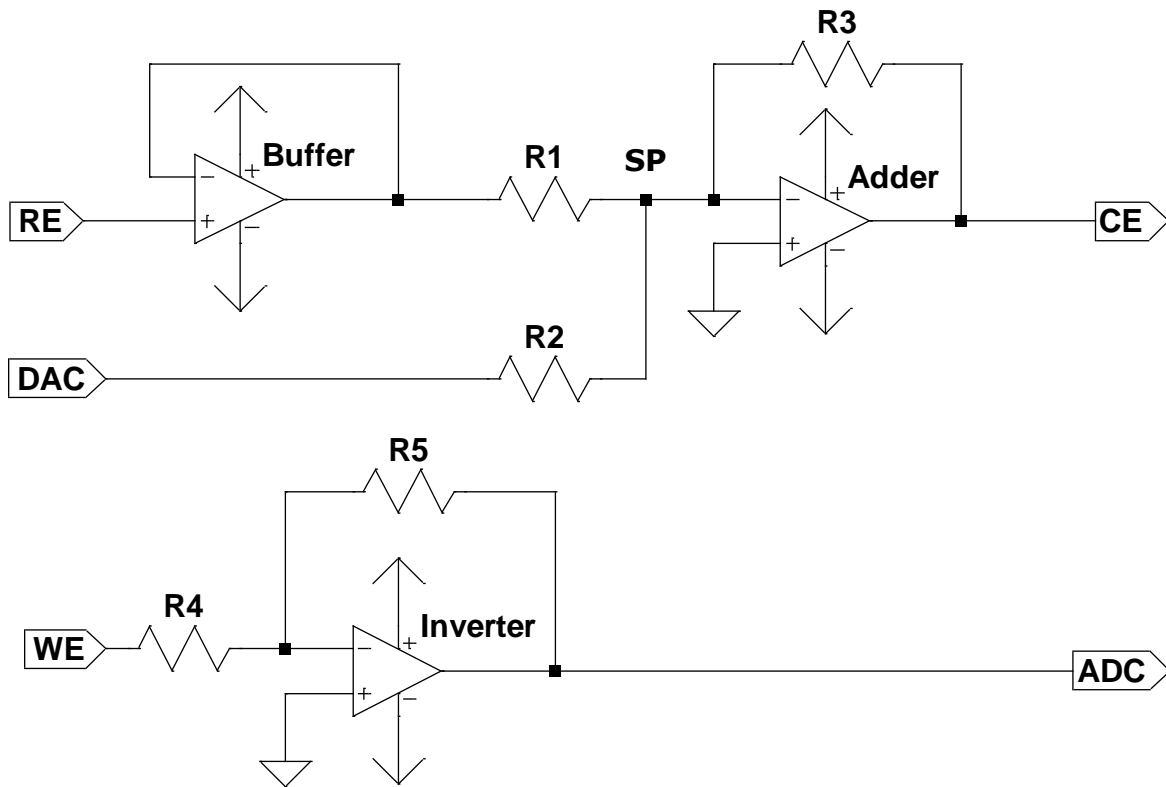 R3
Buffer
R1
SP
Adder
RE
CE
R2
DAC
R5
R4
Inverter
WE
ADC